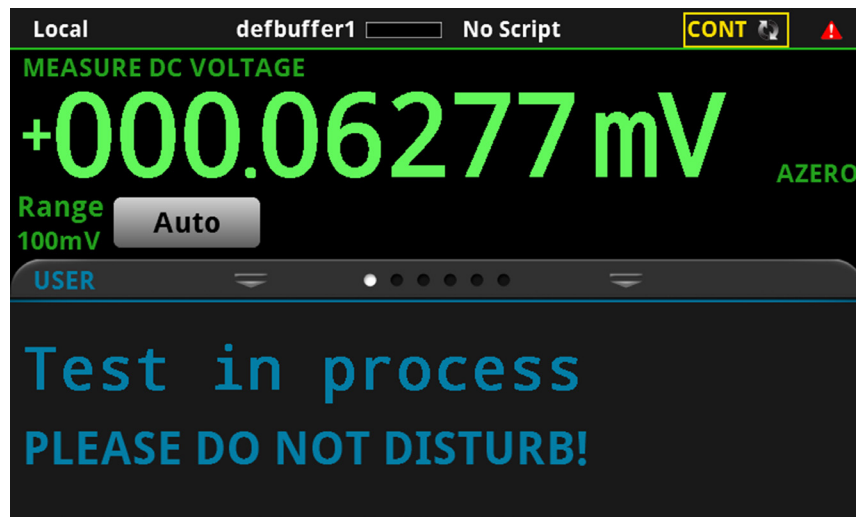 Local defbuffer1 No Script CONT
MEASURE DC VOLTAGE
+000.06277 mV
AZERO
Range
100mV Auto
USER
Test in process
PLEASE DO NOT DISTURB!